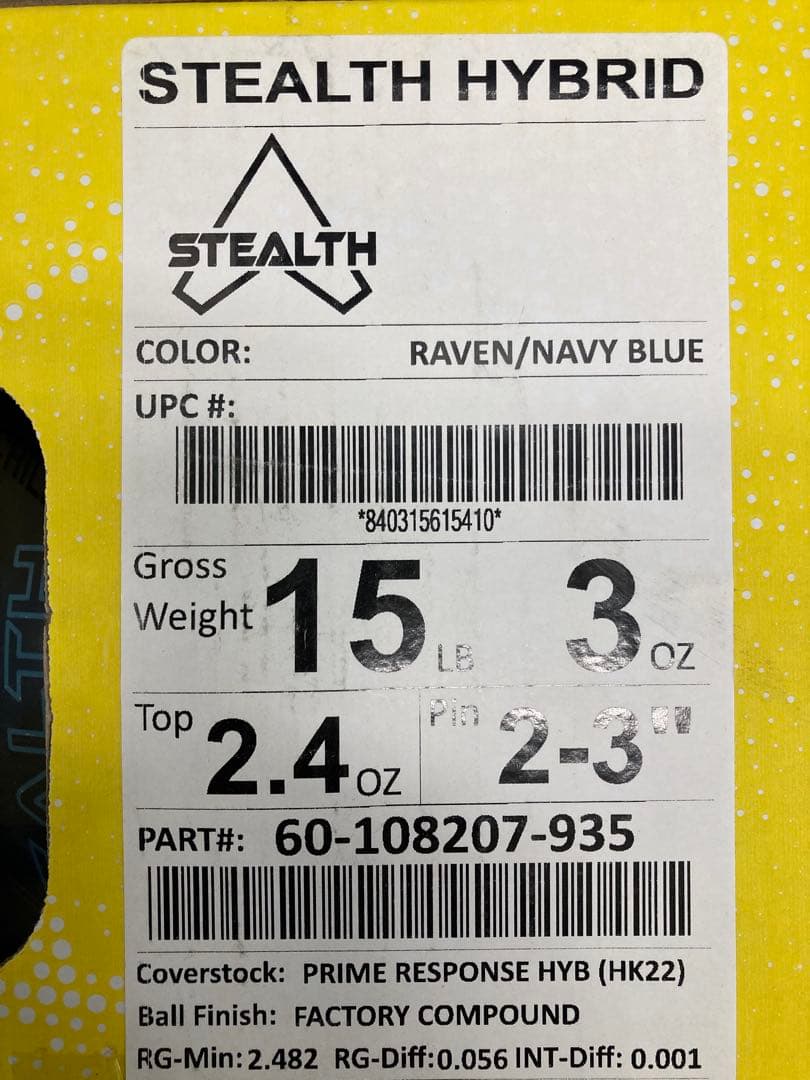 STEALTH HYBRID
STEALTH
COLOR: RAVEN/NAVY BLUE
UPC #:
*840315615410*
Gross Weight 15 LB 3 OZ
Top 2.4 OZ Pin 2-3"
PART#: 60-108207-935
Coverstock: PRIME RESPONSE HYB (HK22)
Ball Finish: FACTORY COMPOUND
RG-Min: 2.482 RG-Diff: 0.056 INT-Diff: 0.001